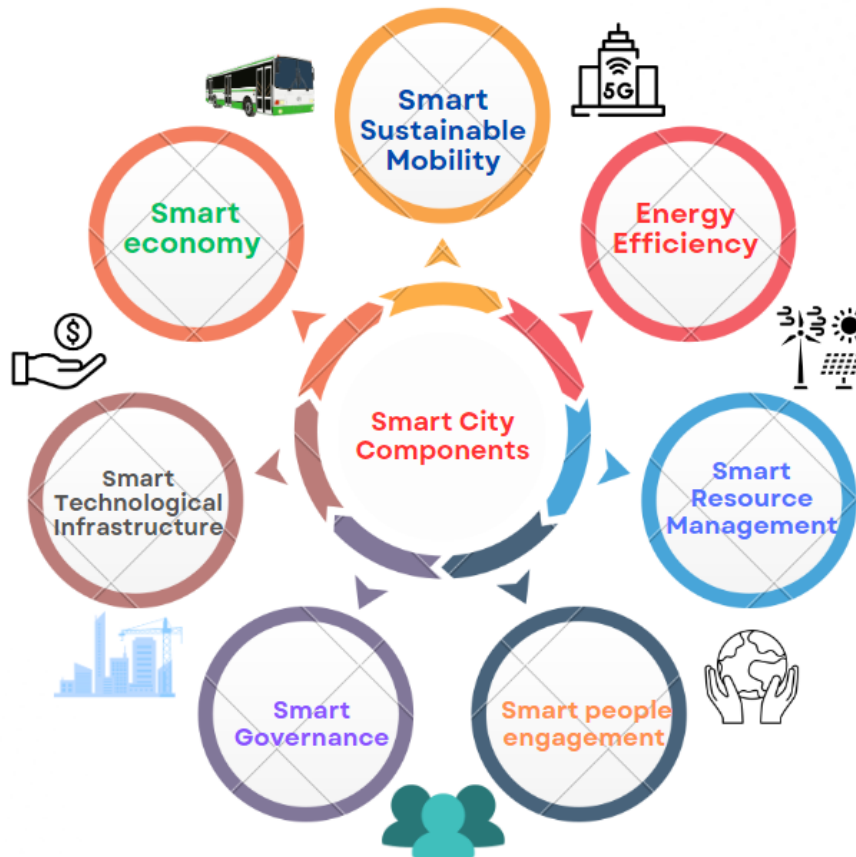 Smart
Sustainable
Mobility
5G
Energy
Efficiency
Smart
Resource
Management
Smart people
engagement
Smart
Governance
Smart
Technological
Infrastructure
Smart
economy
$
Smart City
Components